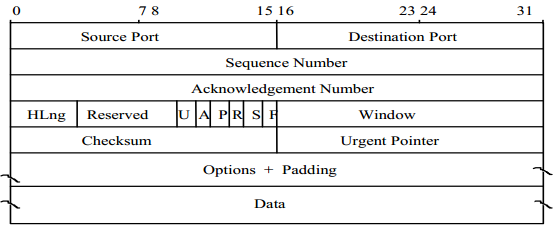 0 7 8 15 16 23 24 31
Source Port Destination Port
Sequence Number
Acknowledgement Number
HLng Reserved U A P R S F Window
Checksum Urgent Pointer
Options + Padding
Data